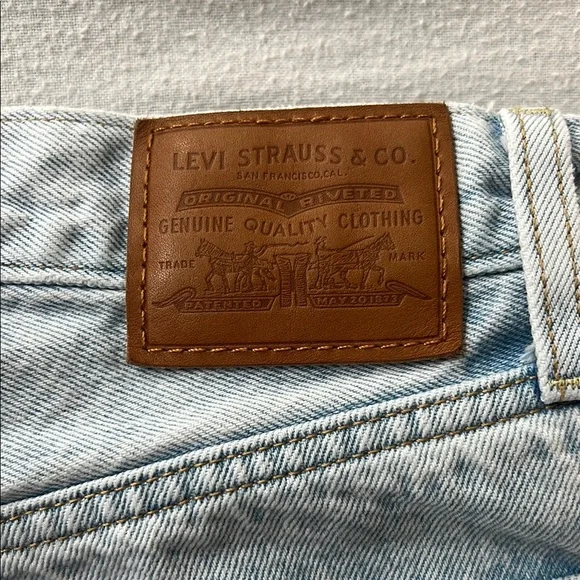 LEVI STRAUSS & CO.
SAN FRANCISCO, CAL.
ORIGINAL RIVETED
GENUINE QUALITY CLOTHING
TRADE MARK
PATENTED MAY 20 1873